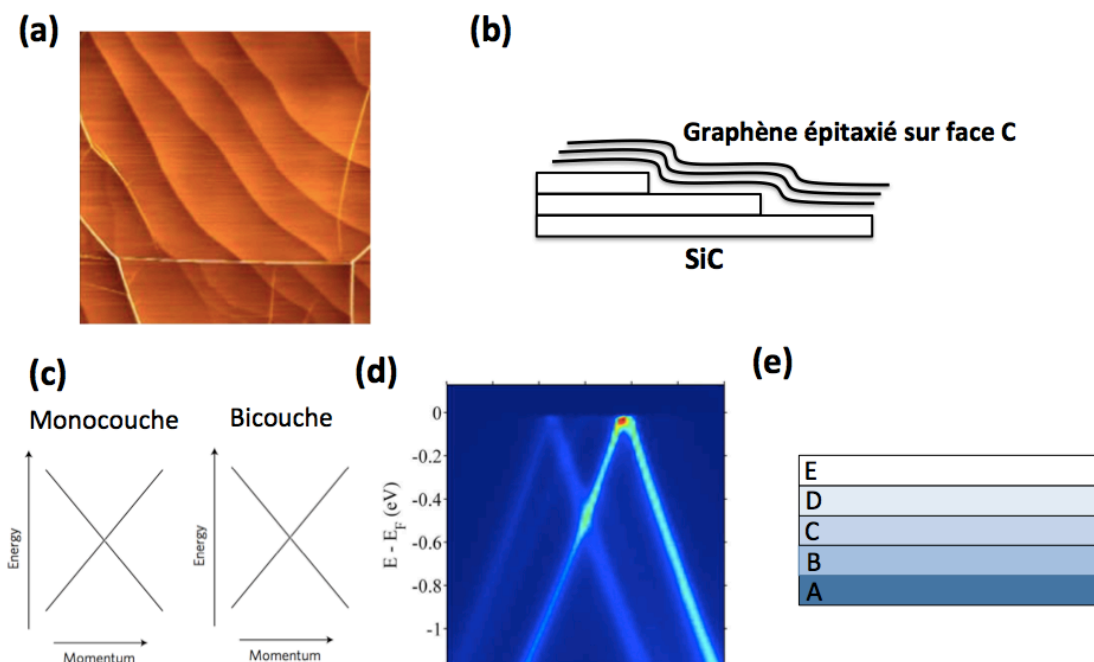 (a)
(b)
Graphène épitaxié sur face C
SiC
(c)
Monocouche
Bicouche
Energy
Momentum
Energy
Momentum
(d)
0
-0.2
-0.4
-0.6
-0.8
-1
E - E_F (eV)
(e)
E
D
C
B
A